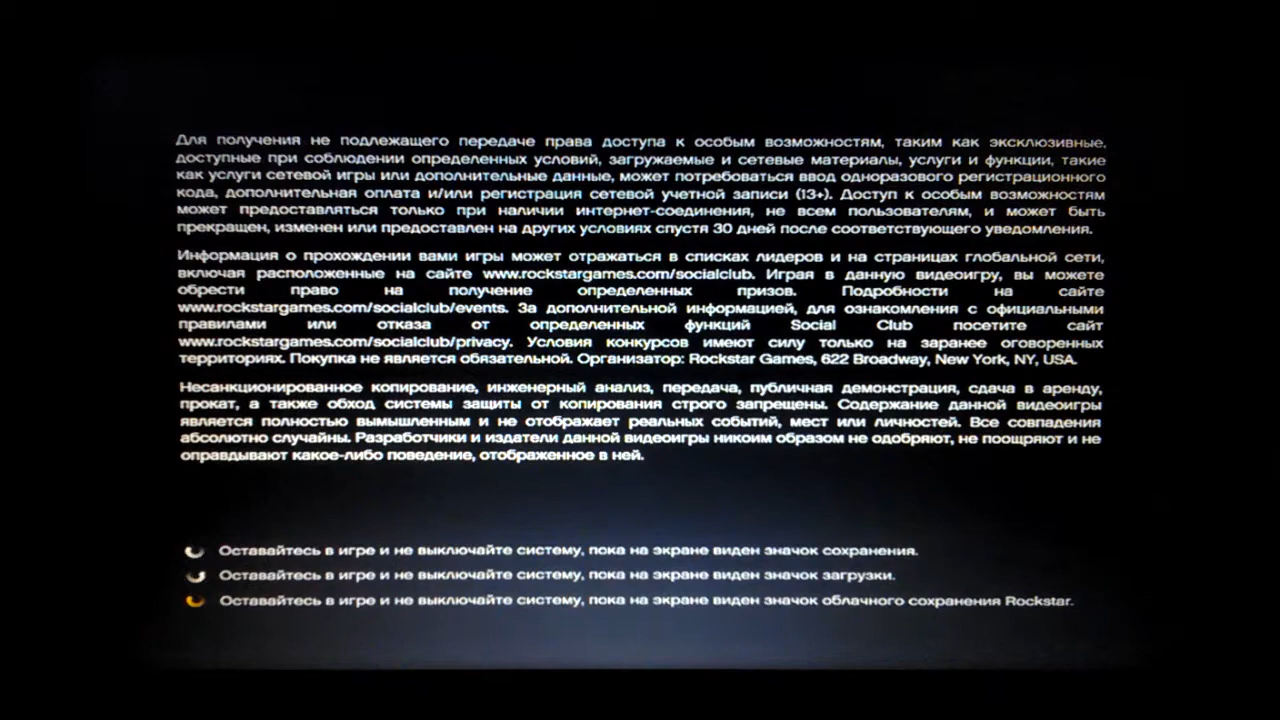 Для получения не подлежащего передаче права доступа к особым возможностям, таким как эксклюзивные,
доступные при соблюдении определенных условий, загружаемые и сетевые материалы, услуги и функции, такие
как услуги сетевой игры или дополнительные данные, может потребоваться ввод одноразового регистрационного
кода, дополнительная оплата и/или регистрация сетевой учетной записи (13+). Доступ к особым возможностям
может предоставляться только при наличии интернет-соединения, не всем пользователям, и может быть
прекращен, изменен или предоставлен на других условиях спустя 30 дней после соответствующего уведомления.
Информация о прохождении вами игры может отражаться в списках лидеров и на страницах глобальной сети,
включая расположенные на сайте www.rockstargames.com/socialclub. Играя в данную видеоигру, вы можете
обрести право на получение определенных призов. Подробности на сайте
www.rockstargames.com/socialclub/events. За дополнительной информацией, для ознакомления с официальными
правилами или отказа от определенных функций Social Club посетите сайт
www.rockstargames.com/socialclub/privacy. Условия конкурсов имеют силу только на заранее оговоренных
территориях. Покупка не является обязательной. Организатор: Rockstar Games, 622 Broadway, New York, NY, USA.
Несанкционированное копирование, инженерный анализ, передача, публичная демонстрация, сдача в аренду,
прокат, а также обход системы защиты от копирования строго запрещены. Содержание данной видеоигры
является полностью вымышленным и не отображает реальных событий, мест или личностей. Все совпадения
абсолютно случайны. Разработчики и издатели данной видеоигры никоим образом не одобряют, не поощряют и не
оправдывают какое-либо поведение, отображенное в ней.
Оставайтесь в игре и не выключайте систему, пока на экране виден значок сохранения.
Оставайтесь в игре и не выключайте систему, пока на экране виден значок загрузки.
Оставайтесь в игре и не выключайте систему, пока на экране виден значок облачного сохранения Rockstar.